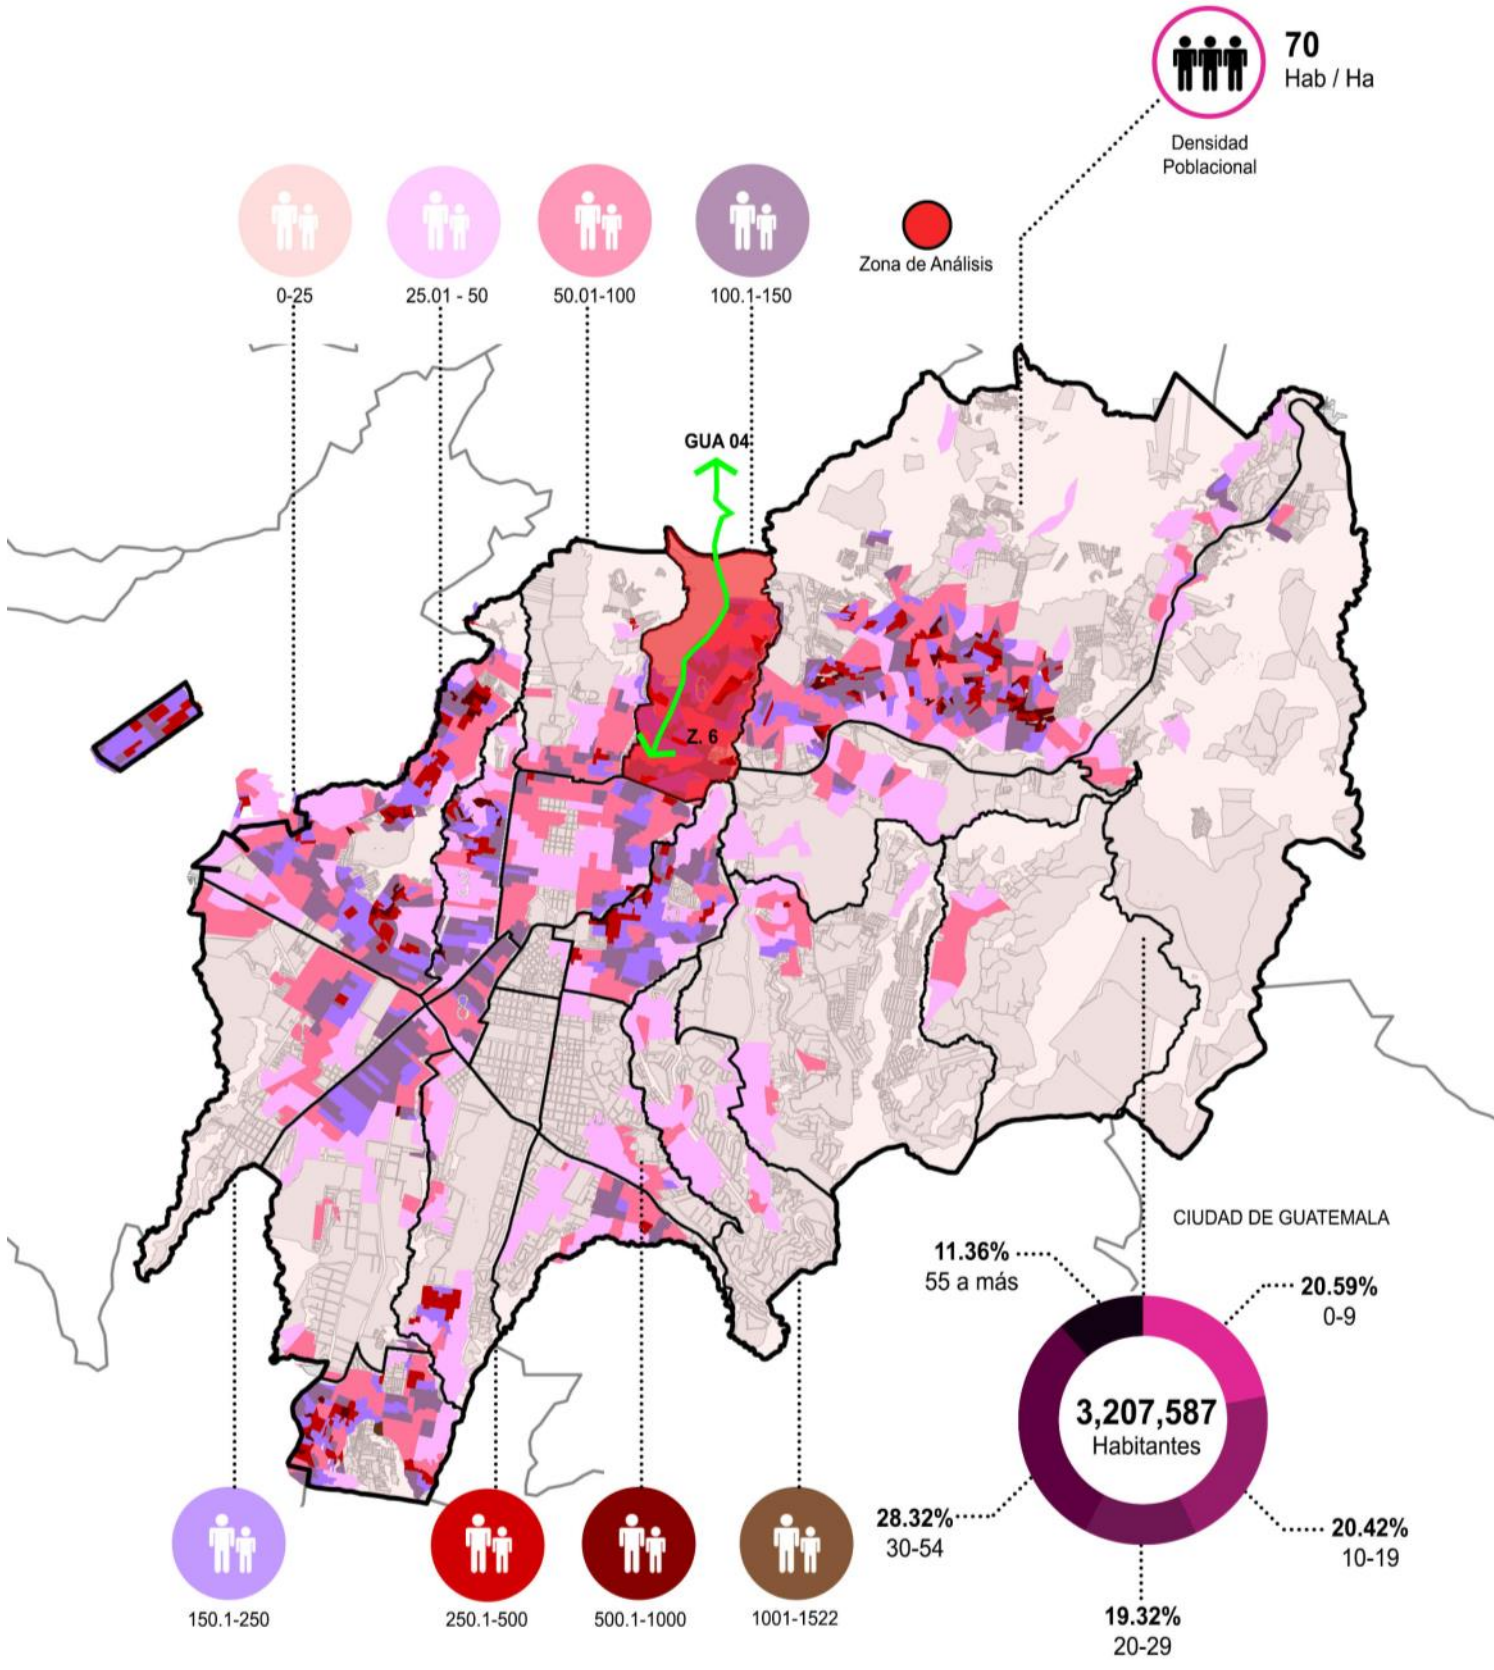 70
Hab / Ha
Densidad
Poblacional
Zona de Análisis
0-25
25.01 - 50
50.01-100
100.1-150
GUA 04
Z. 6
8
CIUDAD DE GUATEMALA
11.36%
55 a más
20.59%
0-9
3,207,587
Habitantes
28.32%
30-54
20.42%
10-19
19.32%
20-29
150.1-250
250.1-500
500.1-1000
1001-1522